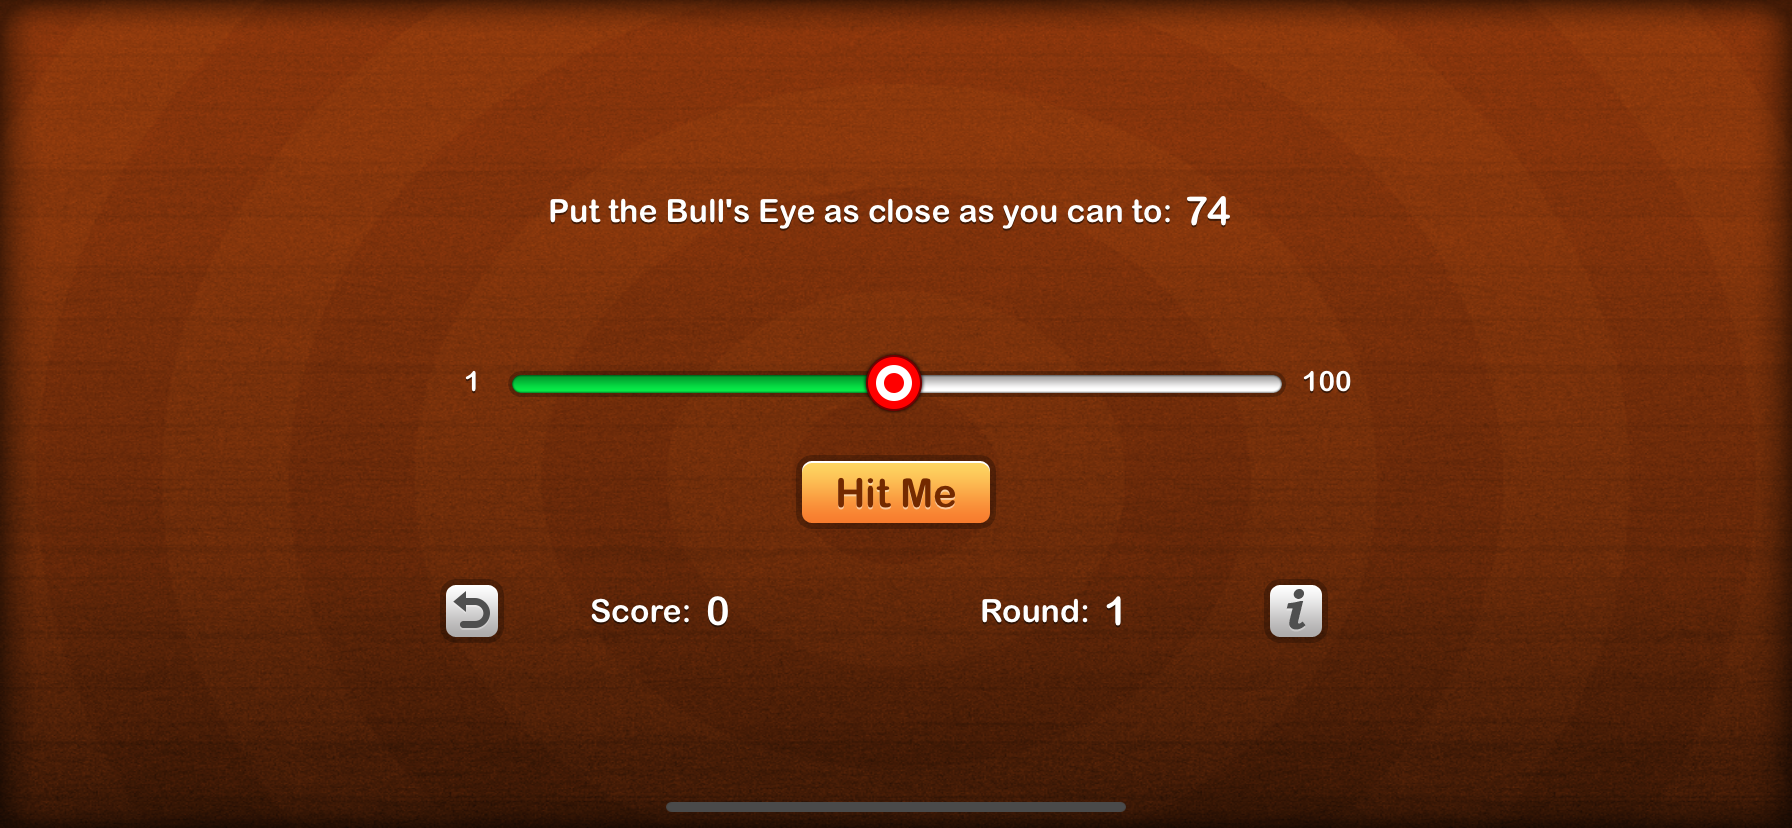 Put the Bull's Eye as close as you can to: 74
1 100
Hit Me
Score: 0 Round: 1 i